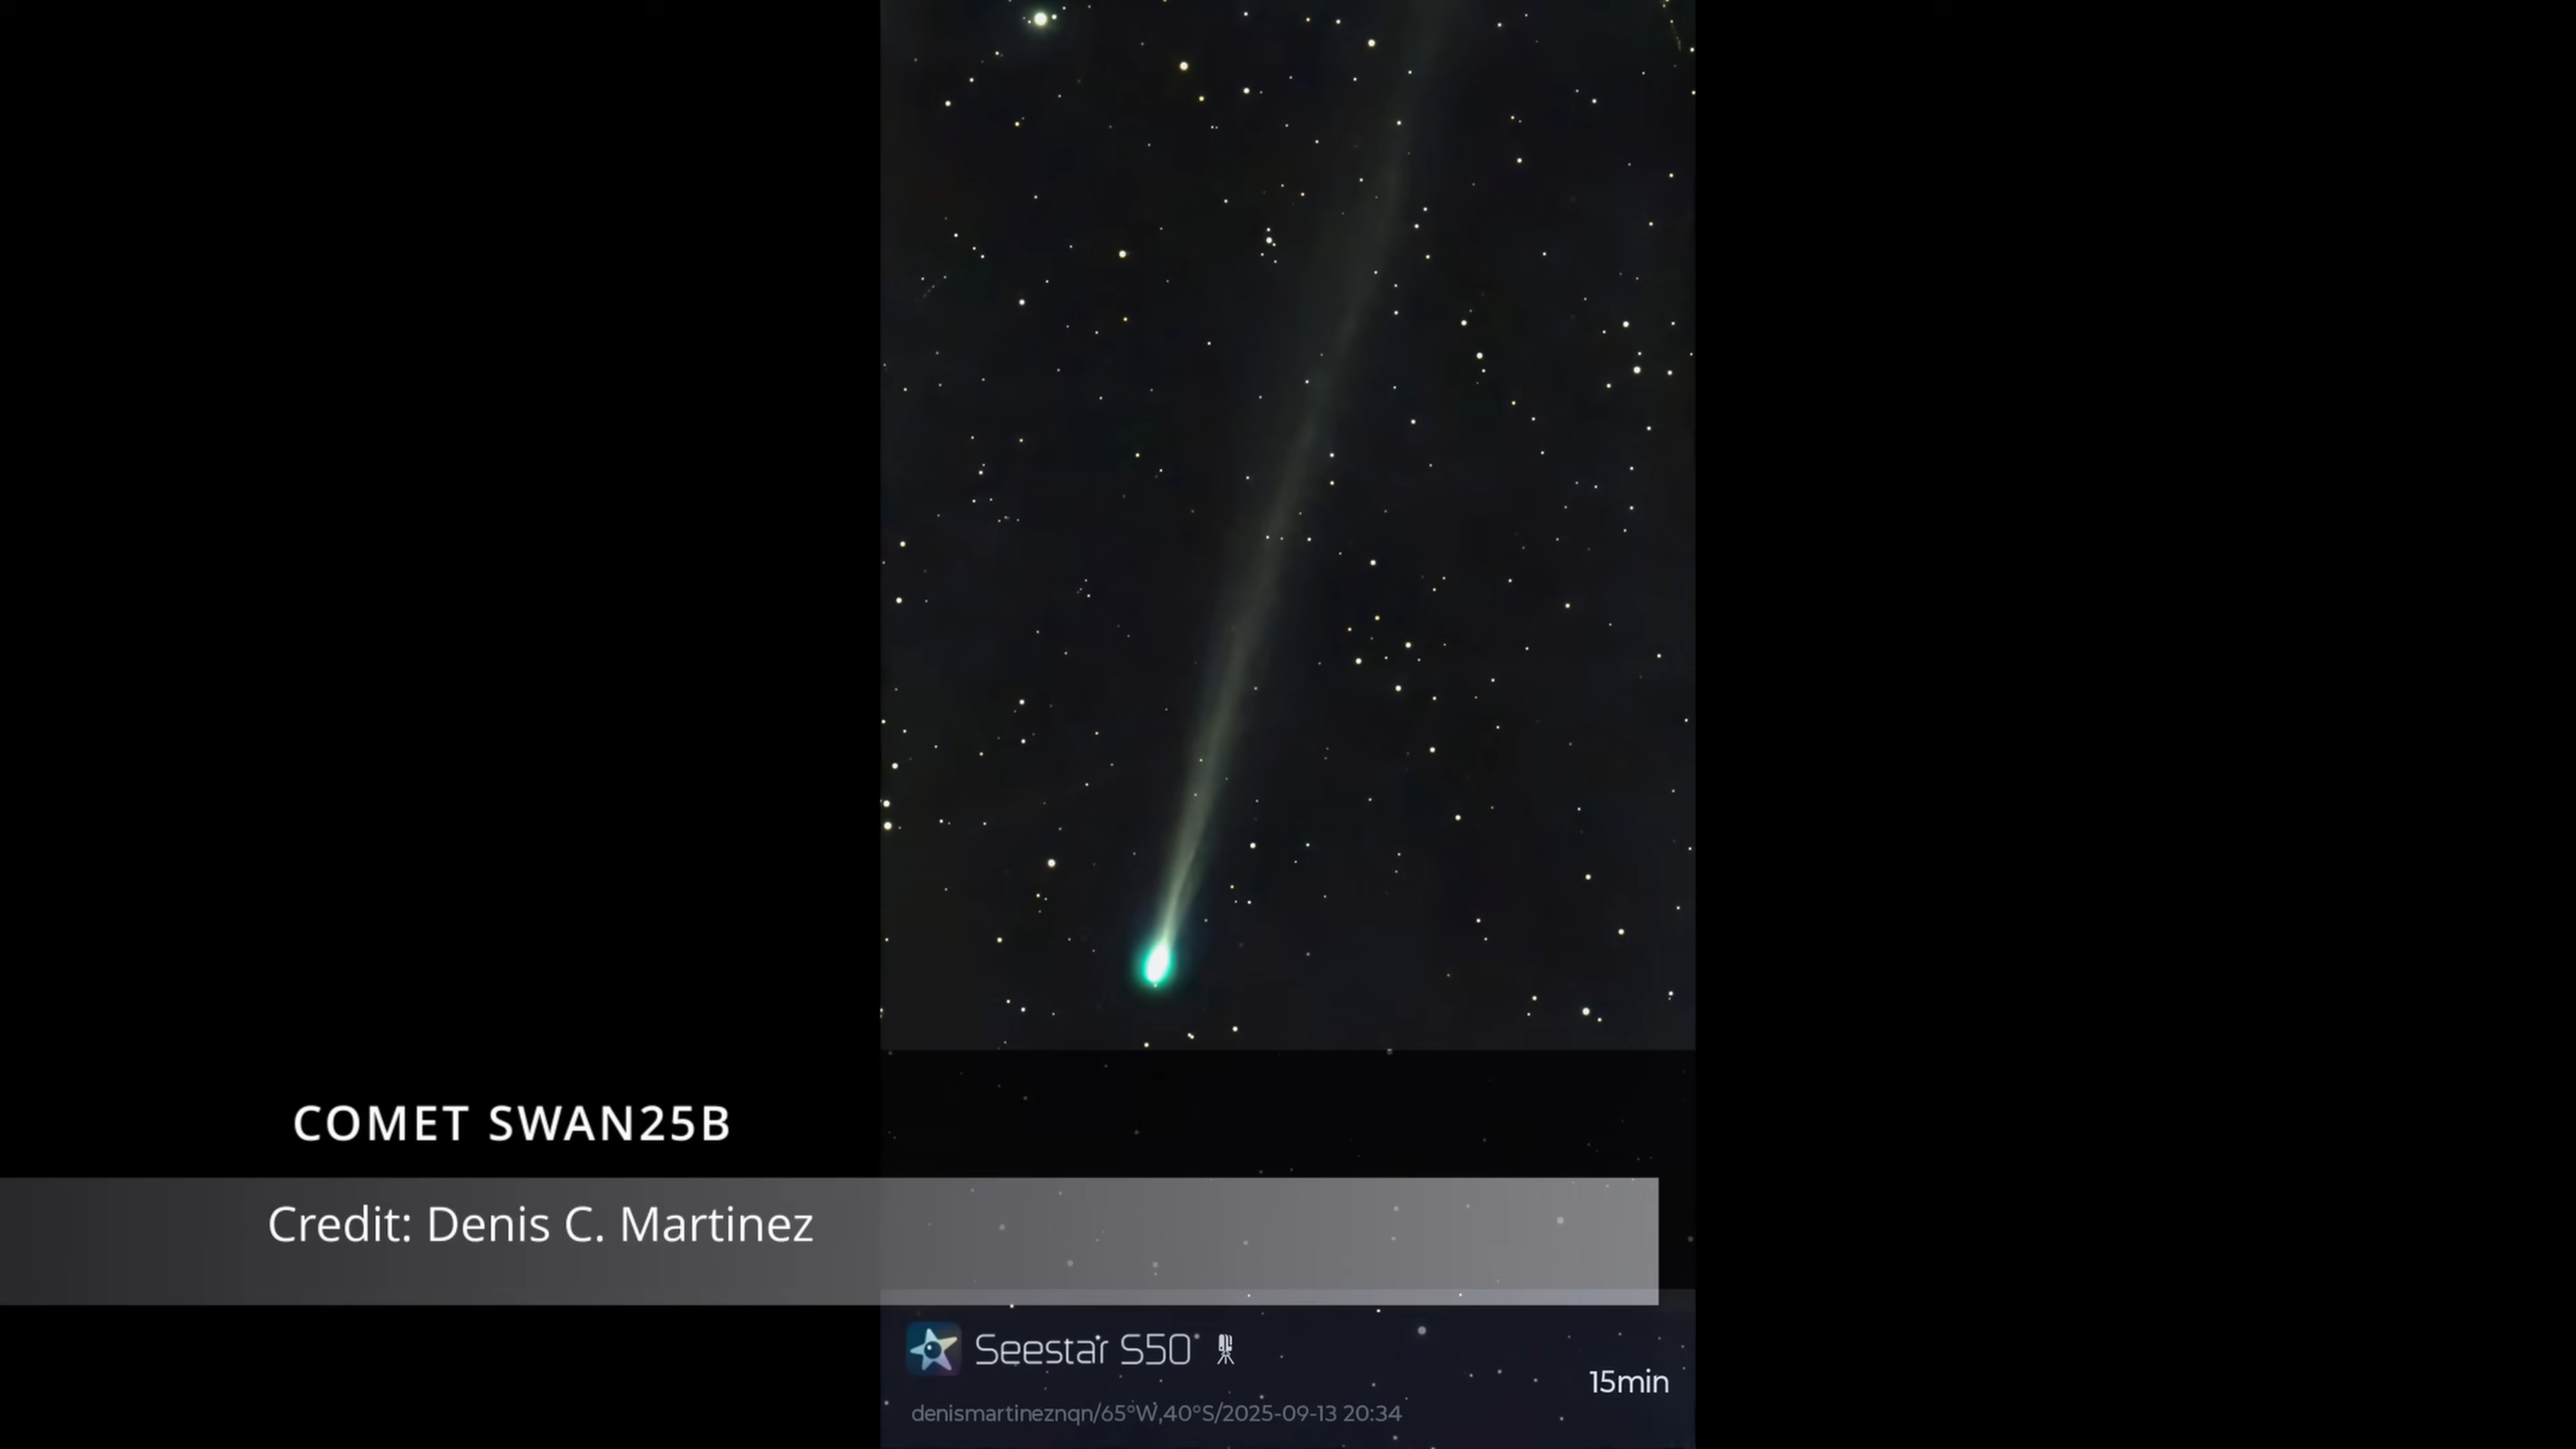 COMET SWAN25B
Credit: Denis C. Martinez
Seestar S50
15min
denismartineznqn/65°W,40°S/2025-09-13 20:34